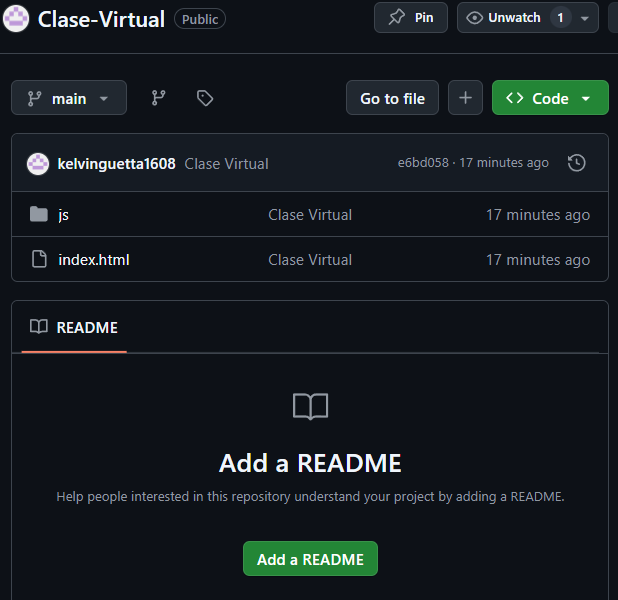 Clase-Virtual Public Pin Unwatch 1
main Go to file Code
kelvinguetta1608 Clase Virtual e6bd058 · 17 minutes ago
js Clase Virtual 17 minutes ago
index.html Clase Virtual 17 minutes ago
README
Add a README
Help people interested in this repository understand your project by adding a README.
Add a README